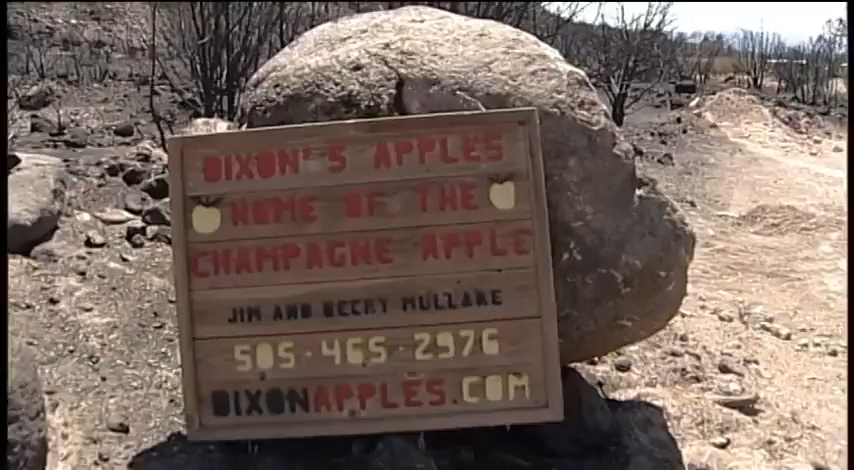 DIXON'S APPLES
HOME OF THE
CHAMPAGNE APPLE
JIM AND BECKY MULLANE
505-465-2976
DIXONAPPLES.COM